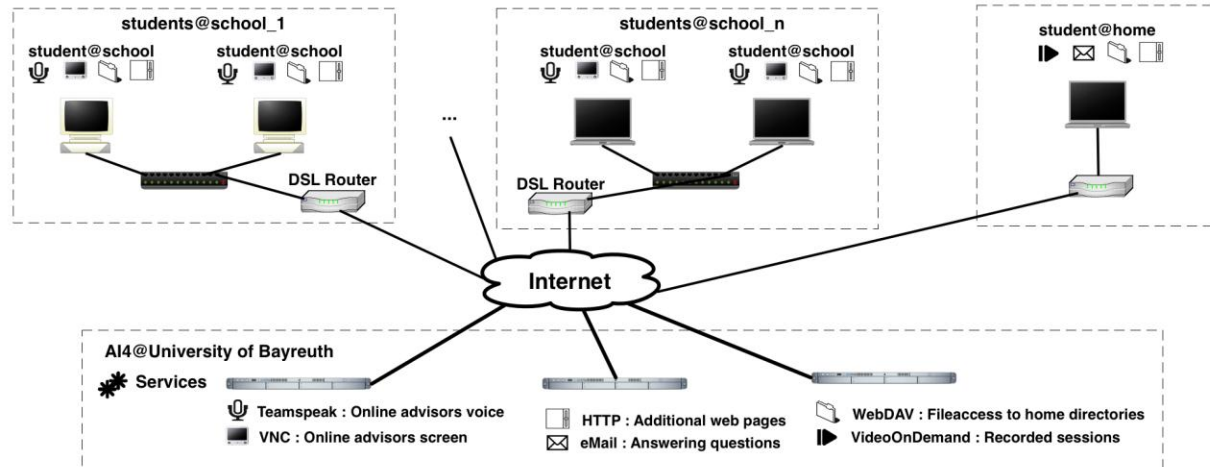 students@school_1
students@school_n
student@home
student@school
student@school
student@school
student@school
...
DSL Router
DSL Router
Internet
AI4@University of Bayreuth
Services
Teamspeak : Online advisors voice
VNC : Online advisors screen
HTTP : Additional web pages
eMail : Answering questions
WebDAV : Fileaccess to home directories
VideoOnDemand : Recorded sessions